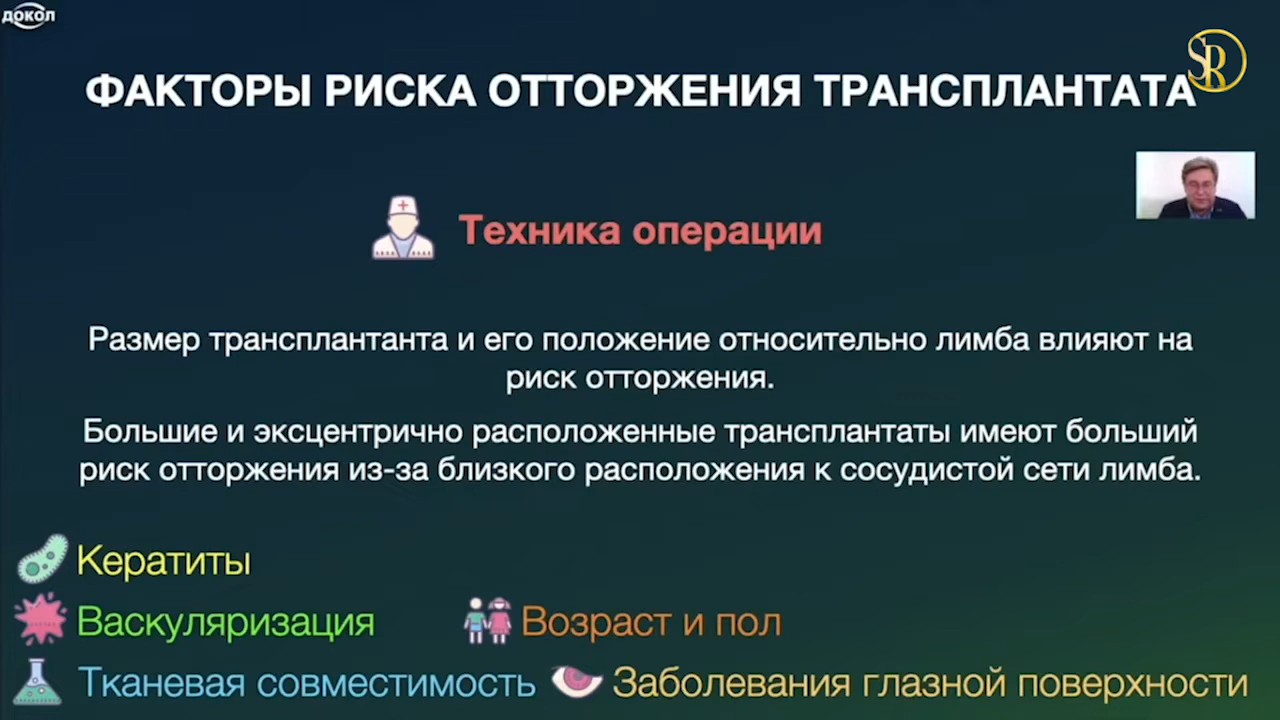 ДОКОЛ
SR
ФАКТОРЫ РИСКА ОТТОРЖЕНИЯ ТРАНСПЛАНТАТА
Техника операции
Размер трансплантанта и его положение относительно лимба влияют на
риск отторжения.
Большие и эксцентрично расположенные трансплантаты имеют больший
риск отторжения из-за близкого расположения к сосудистой сети лимба.
Кератиты
Васкуляризация
Возраст и пол
Тканевая совместимость
Заболевания глазной поверхности